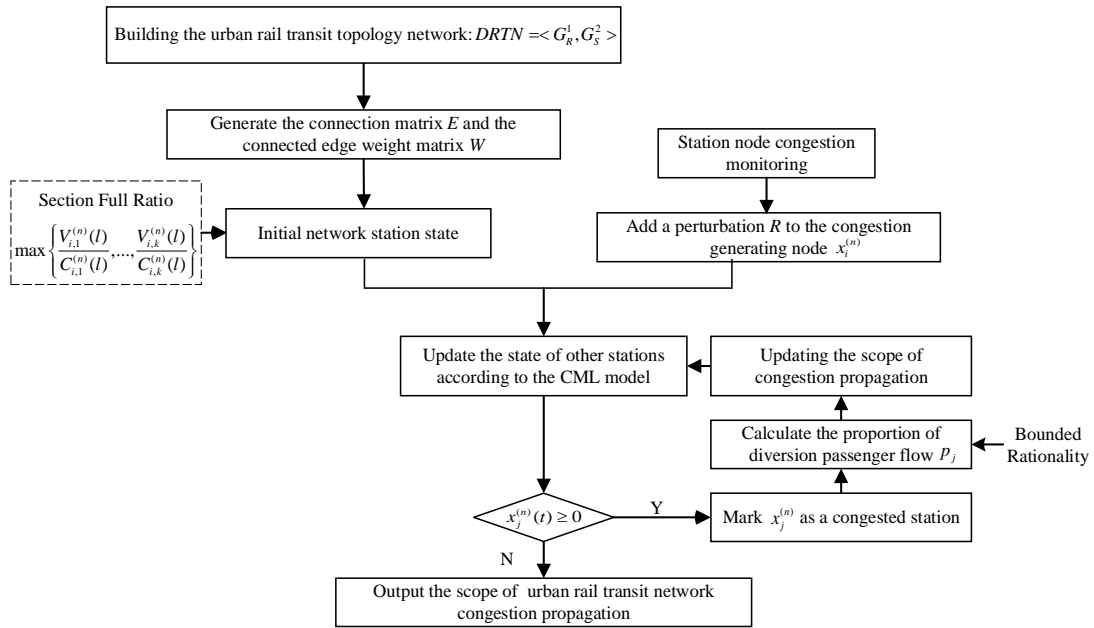 Building the urban rail transit topology network: DRTN =< G_R^1, G_S^2 >
Generate the connection matrix E and the
connected edge weight matrix W
Station node congestion
monitoring
Section Full Ratio
max{V_{i,1}^{(n)}(l)/C_{i,1}^{(n)}(l),...,V_{i,k}^{(n)}(l)/C_{i,k}^{(n)}(l)}
Initial network station state
Add a perturbation R to the congestion
generating node x_i^{(n)}
Update the state of other stations
according to the CML model
Updating the scope of
congestion propagation
Calculate the proportion of
diversion passenger flow p_j
Bounded
Rationality
x_j^{(n)}(t) ≥ 0
Y
Mark x_j^{(n)} as a congested station
N
Output the scope of urban rail transit network
congestion propagation